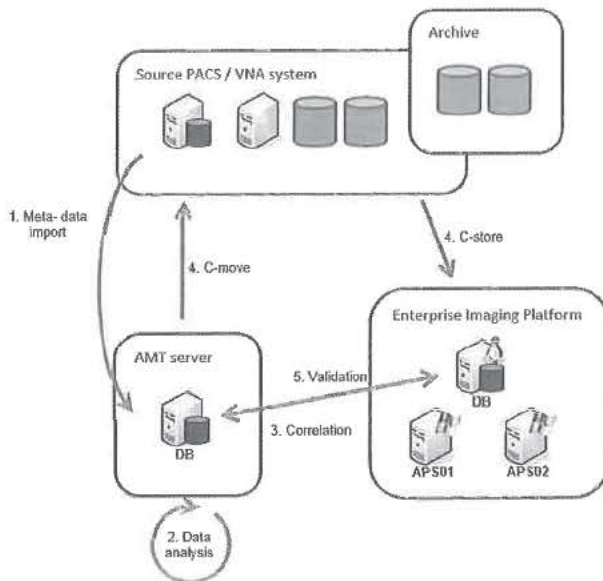 Archive
Source PACS / VNA system
1. Meta- data
import
4. C-move
4. C-store
Enterprise Imaging Platform
AMT server
5. Validation
3. Correlation
DB
DB
APS01
APS02
2. Data
analysis